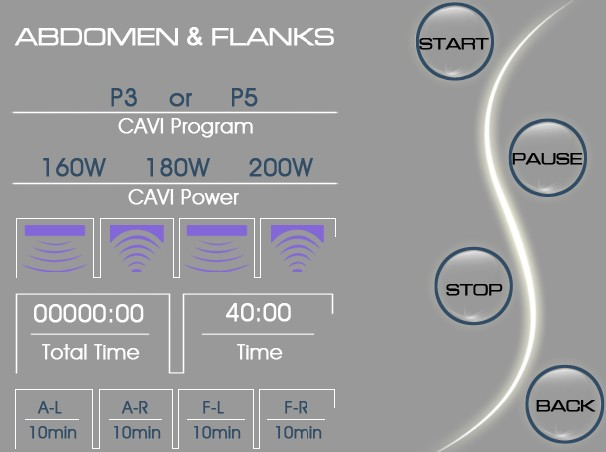 ABDOMEN & FLANKS
P3 or P5
CAVI Program
160W 180W 200W
CAVI Power
00000:00
Total Time
40:00
Time
A-L
10min
A-R
10min
F-L
10min
F-R
10min
START
PAUSE
STOP
BACK